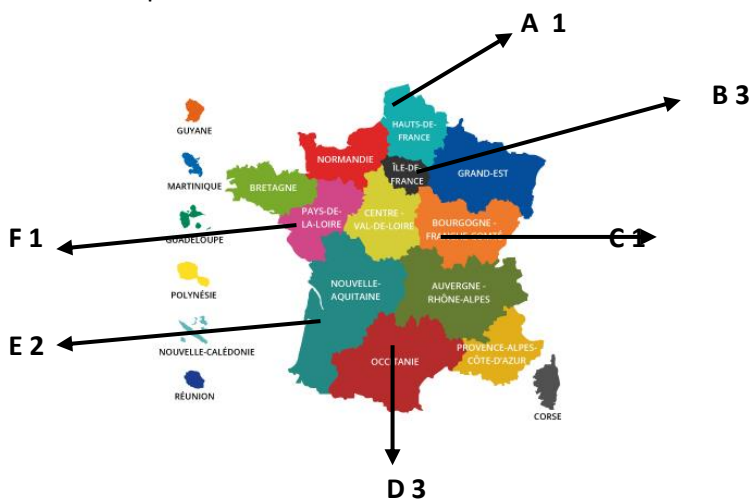 A 1
B 3
HAUTS-DE-
FRANCE
GUYANE
NORMANDIE
ÎLE-DE-
FRANCE
GRAND-EST
MARTINIQUE
BRETAGNE
PAYS-DE-
LA-LOIRE
CENTRE -
VAL-DE-LOIRE
BOURGOGNE -
FRANCHE-COMTÉ
F 1
GUADELOUPE
C 1
NOUVELLE-
AQUITAINE
AUVERGNE -
RHÔNE-ALPES
POLYNÉSIE
E 2
NOUVELLE-CALÉDONIE
OCCITANIE
PROVENCE-ALPES-
CÔTE-D'AZUR
RÉUNION
CORSE
D 3